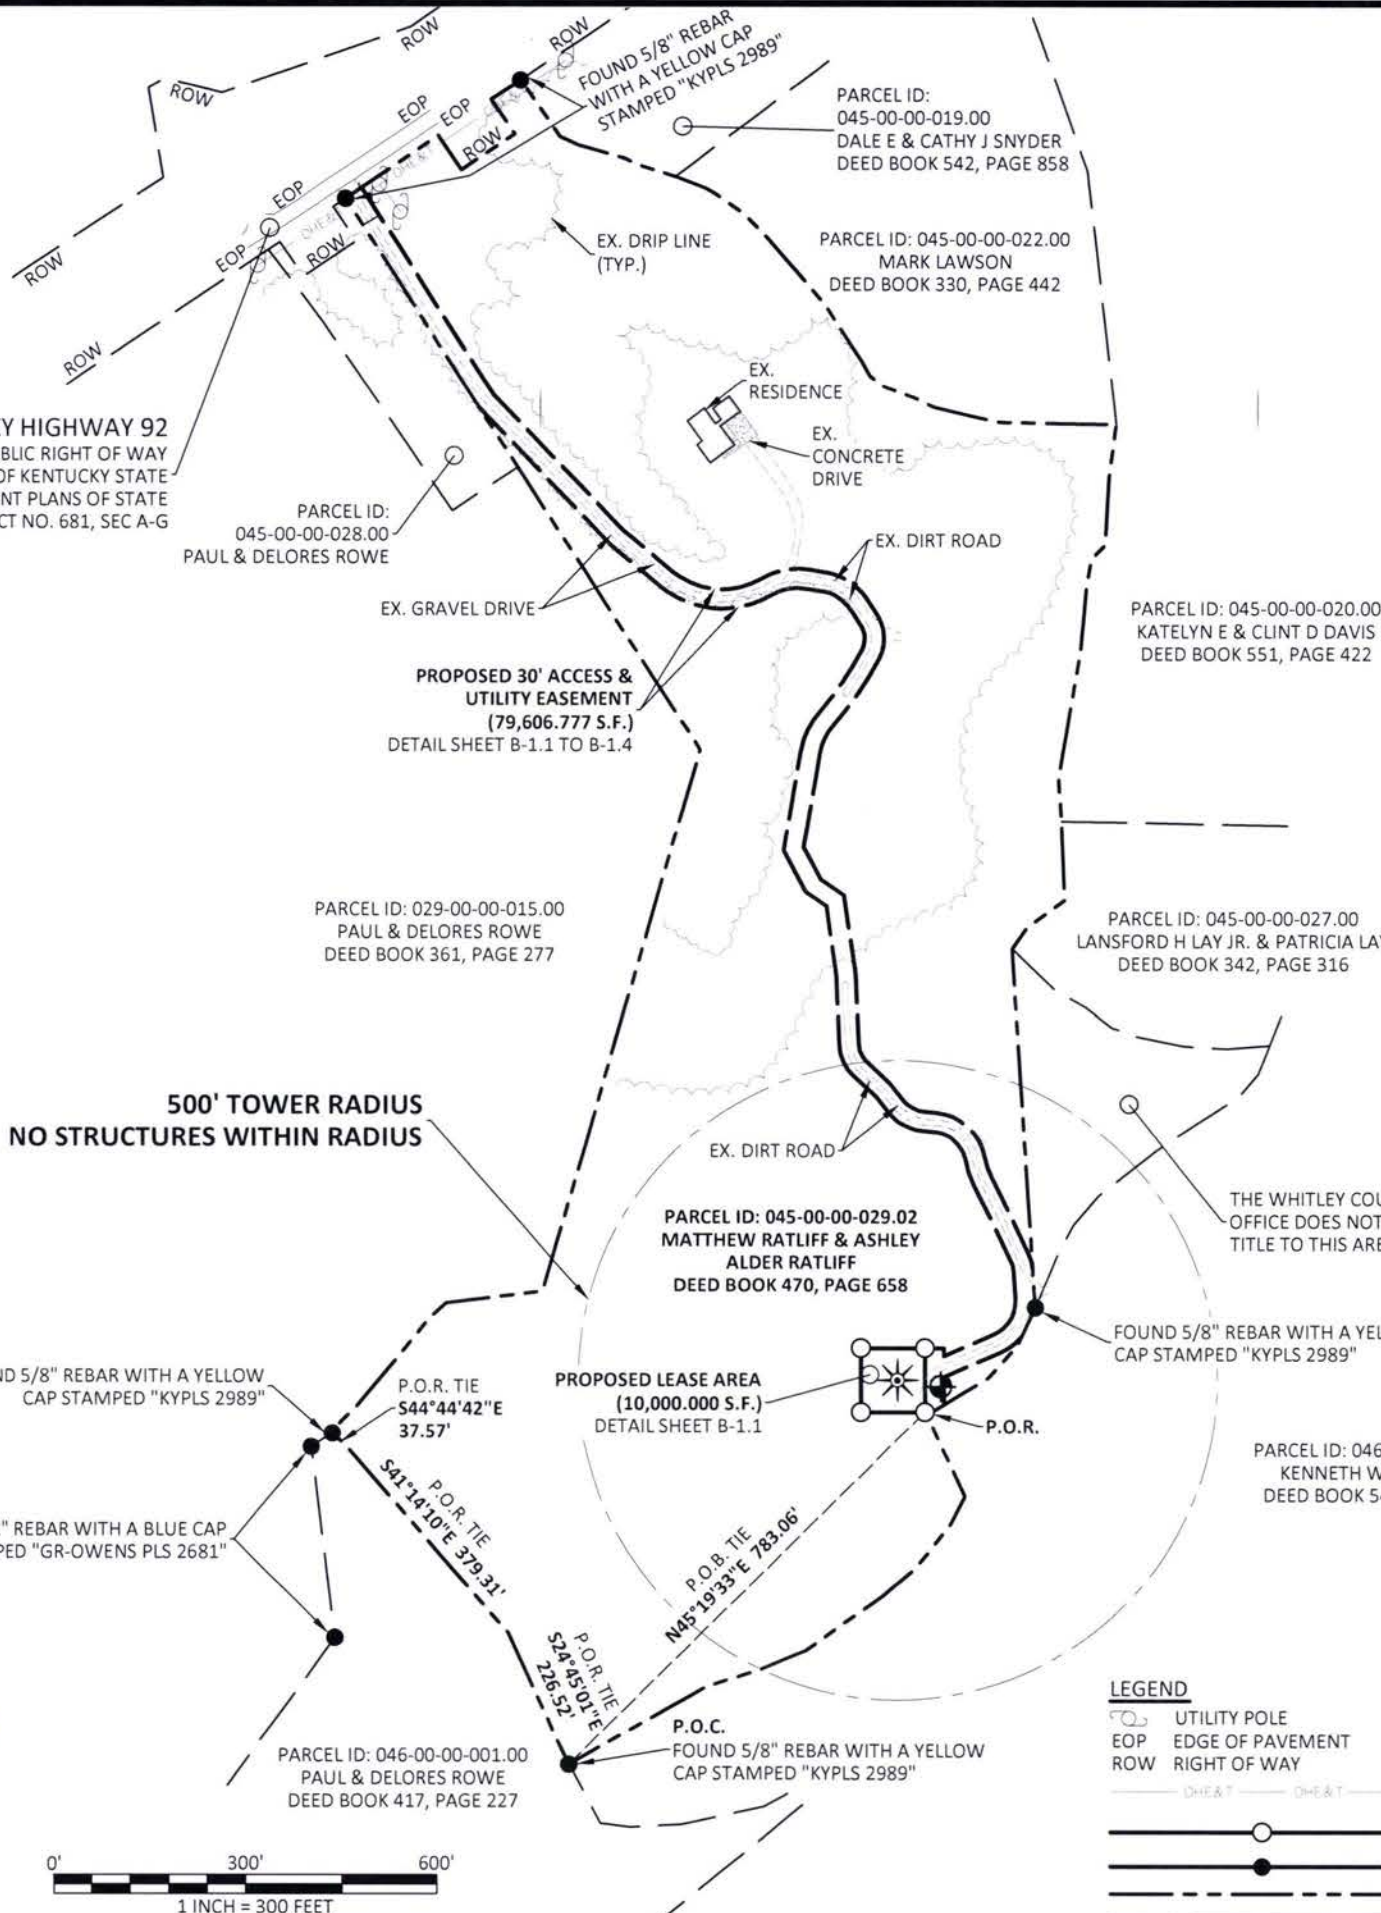 ROW
ROW
ROW
FOUND 5/8" REBAR
WITH A YELLOW CAP
STAMPED "KYPLS 2989"
EOP
EOP
ROW
OHE&T
EOP
OHE&T
EOP
ROW
ROW
ROW
PARCEL ID:
045-00-00-019.00
DALE E & CATHY J SNYDER
DEED BOOK 542, PAGE 858
EX. DRIP LINE
(TYP.)
PARCEL ID: 045-00-00-022.00
MARK LAWSON
DEED BOOK 330, PAGE 442
EX.
RESIDENCE
EX.
CONCRETE
DRIVE
Y HIGHWAY 92
BLIC RIGHT OF WAY
OF KENTUCKY STATE
NT PLANS OF STATE
CT NO. 681, SEC A-G
PARCEL ID:
045-00-00-028.00
PAUL & DELORES ROWE
EX. DIRT ROAD
EX. GRAVEL DRIVE
PARCEL ID: 045-00-00-020.00
KATELYN E & CLINT D DAVIS
DEED BOOK 551, PAGE 422
PROPOSED 30' ACCESS &
UTILITY EASEMENT
(79,606.777 S.F.)
DETAIL SHEET B-1.1 TO B-1.4
PARCEL ID: 029-00-00-015.00
PAUL & DELORES ROWE
DEED BOOK 361, PAGE 277
PARCEL ID: 045-00-00-027.00
LANSFORD H LAY JR. & PATRICIA LAY
DEED BOOK 342, PAGE 316
500' TOWER RADIUS
NO STRUCTURES WITHIN RADIUS
EX. DIRT ROAD
PARCEL ID: 045-00-00-029.02
MATTHEW RATLIFF & ASHLEY
ALDER RATLIFF
DEED BOOK 470, PAGE 658
THE WHITLEY COU
OFFICE DOES NOT
TITLE TO THIS ARE
FOUND 5/8" REBAR WITH A YEL
CAP STAMPED "KYPLS 2989"
ND 5/8" REBAR WITH A YELLOW
CAP STAMPED "KYPLS 2989"
P.O.R. TIE
S44°44'42"E
37.57'
PROPOSED LEASE AREA
(10,000.000 S.F.)
DETAIL SHEET B-1.1
P.O.R.
PARCEL ID: 046
KENNETH W
DEED BOOK 54
P.O.R. TIE
S41°14'10"E 379.31'
" REBAR WITH A BLUE CAP
PED "GR-OWENS PLS 2681"
P.O.B. TIE
N45°19'33"E 783.06'
P.O.R. TIE
S24°45'01"E
226.52'
P.O.C.
FOUND 5/8" REBAR WITH A YELLOW
CAP STAMPED "KYPLS 2989"
PARCEL ID: 046-00-00-001.00
PAUL & DELORES ROWE
DEED BOOK 417, PAGE 227
LEGEND
UTILITY POLE
EOP EDGE OF PAVEMENT
ROW RIGHT OF WAY
OHE&T OHE&T
0' 300' 600'
1 INCH = 300 FEET